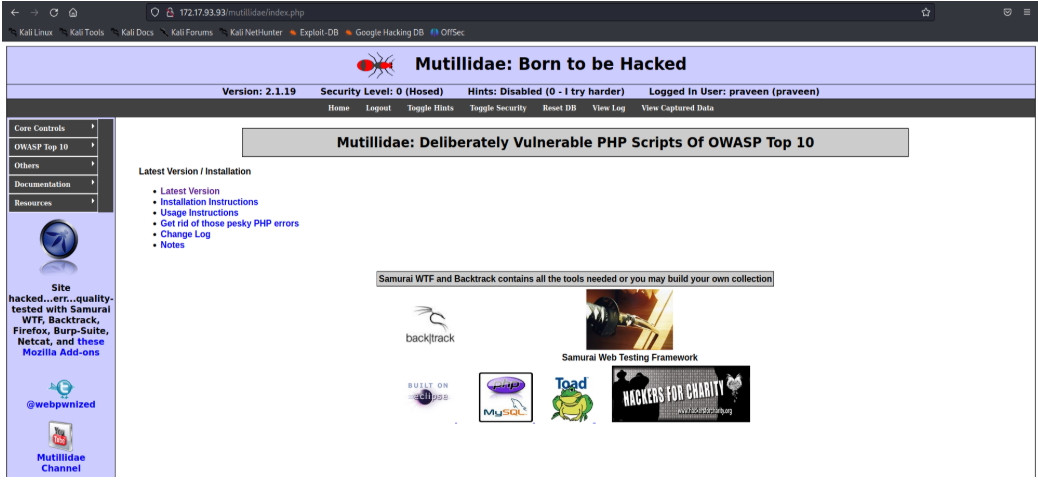 172.17.93.93/mutillidae/index.php
Kali Linux Kali Tools Kali Docs Kali Forums Kali NetHunter Exploit-DB Google Hacking DB OffSec
Mutillidae: Born to be Hacked
Version: 2.1.19 Security Level: 0 (Hosed) Hints: Disabled (0 - I try harder) Logged In User: praveen (praveen)
Home Logout Toggle Hints Toggle Security Reset DB View Log View Captured Data
Core Controls
OWASP Top 10
Others
Documentation
Resources
Site
hacked...err...quality-
tested with Samurai
WTF, Backtrack,
Firefox, Burp-Suite,
Netcat, and these
Mozilla Add-ons
@webpwnized
You
Tube
Mutillidae
Channel
Mutillidae: Deliberately Vulnerable PHP Scripts Of OWASP Top 10
Latest Version / Installation
Latest Version
Installation Instructions
Usage Instructions
Get rid of those pesky PHP errors
Change Log
Notes
Samurai WTF and Backtrack contains all the tools needed or you may build your own collection
back|track
Samurai Web Testing Framework
BUILT ON
eclipse
php
MySQL
Toad
HACKERS FOR CHARITY
www.hackersforcharity.org